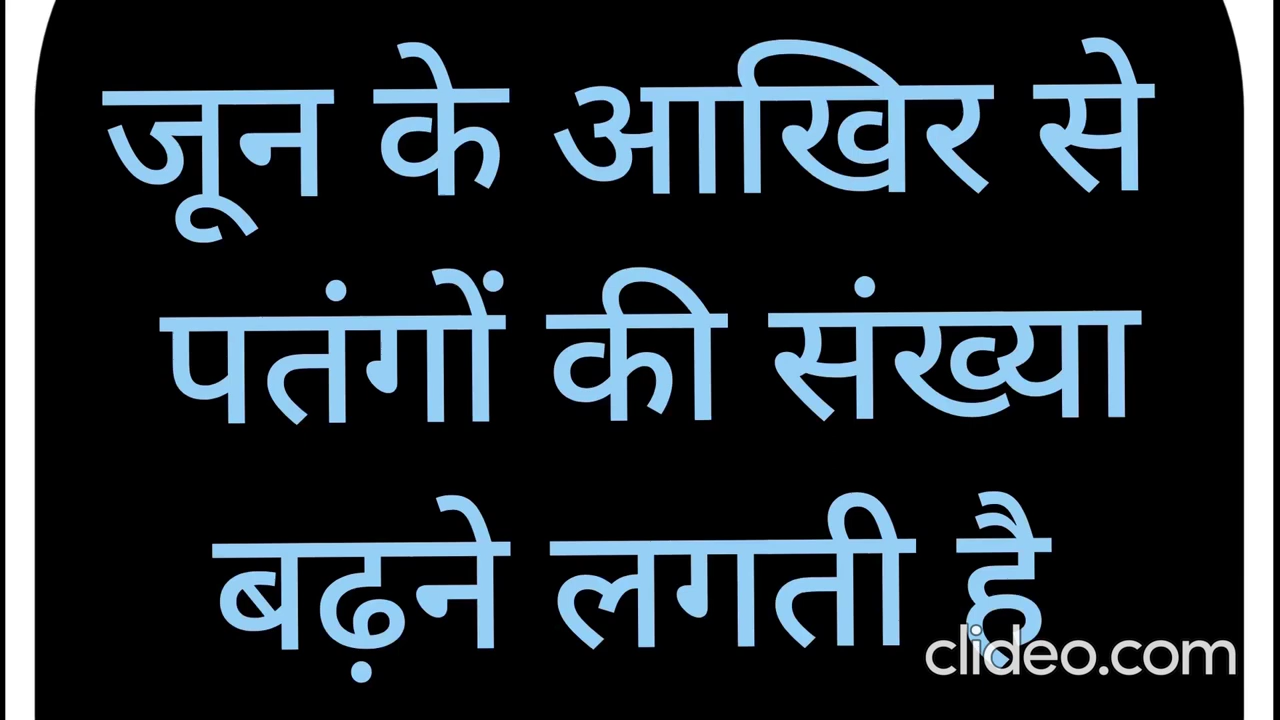 जून के आखिर से
पतंगों की संख्या
बढ़ने लगती है
clideo.com